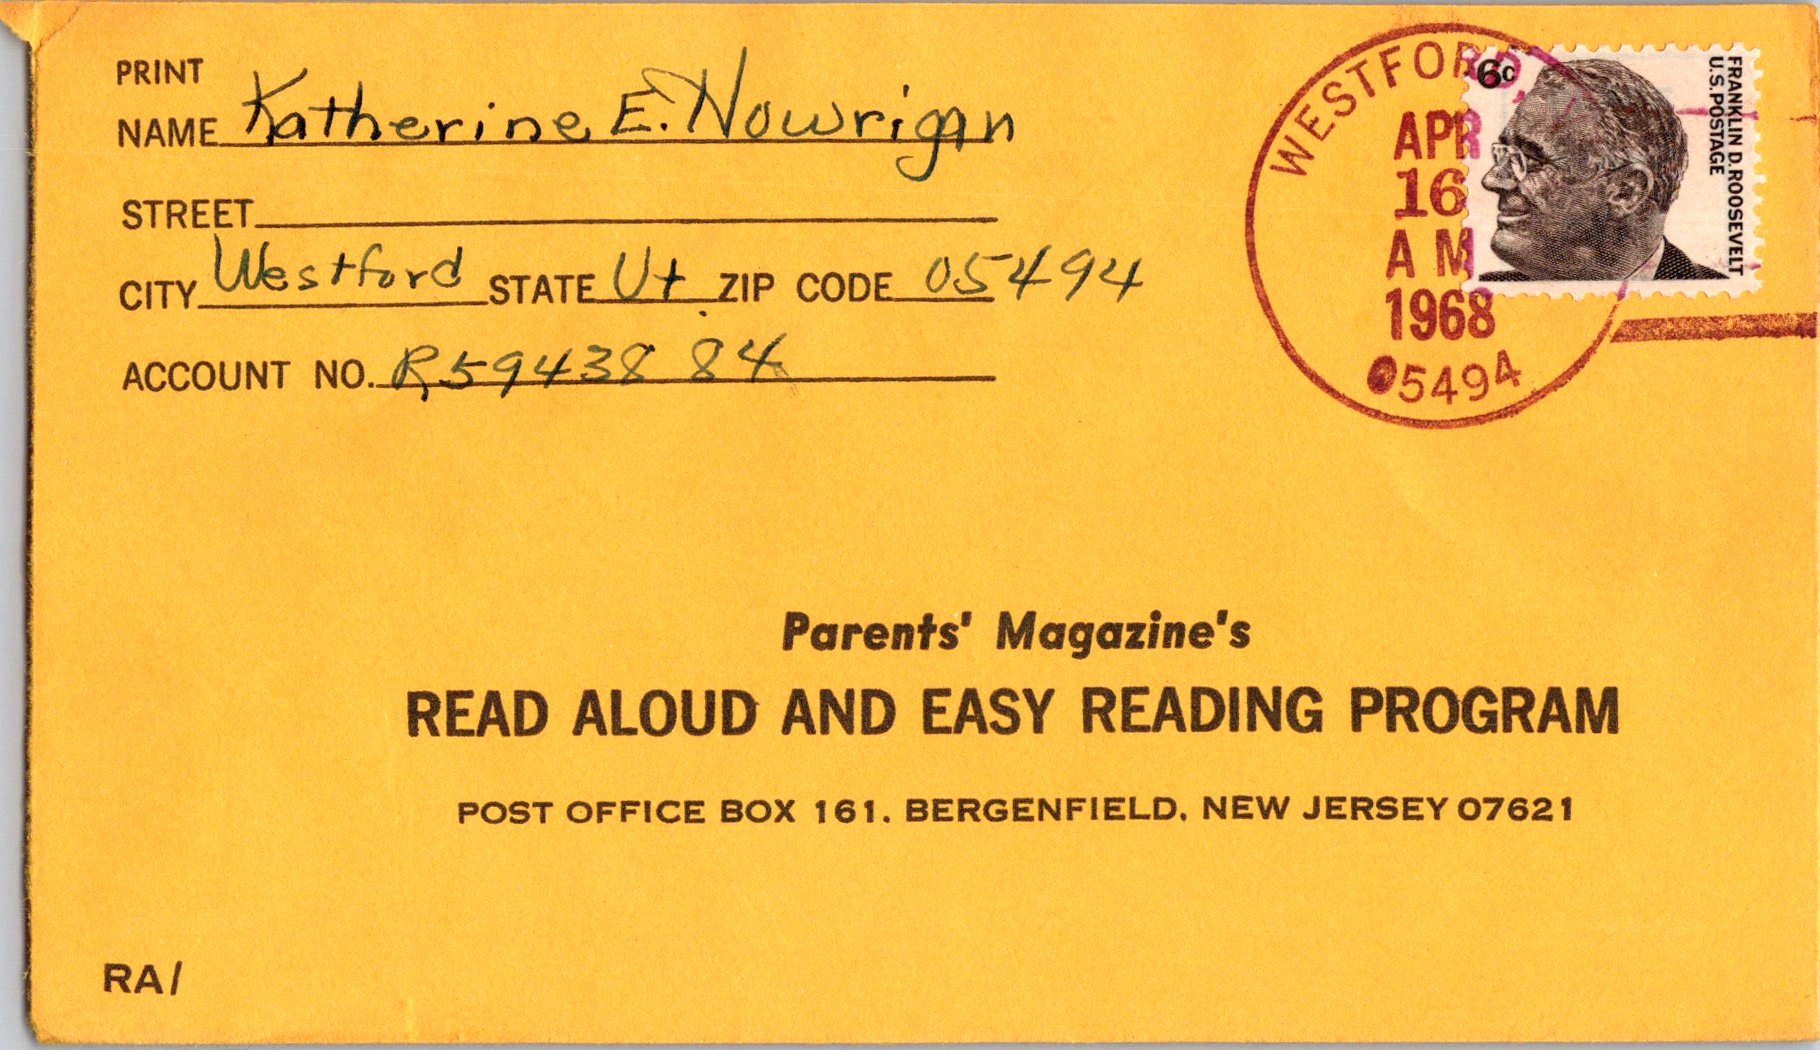 PRINT
NAME Katherine E. Nowrigan
STREET
CITY Westford STATE Vt ZIP CODE 05494
ACCOUNT NO. R59438 84
WESTFORD,
APR
16
AM
1968
05494
6c
FRANKLIN D. ROOSEVELT
U.S. POSTAGE
Parents' Magazine's
READ ALOUD AND EASY READING PROGRAM
POST OFFICE BOX 161, BERGENFIELD, NEW JERSEY 07621
RA/